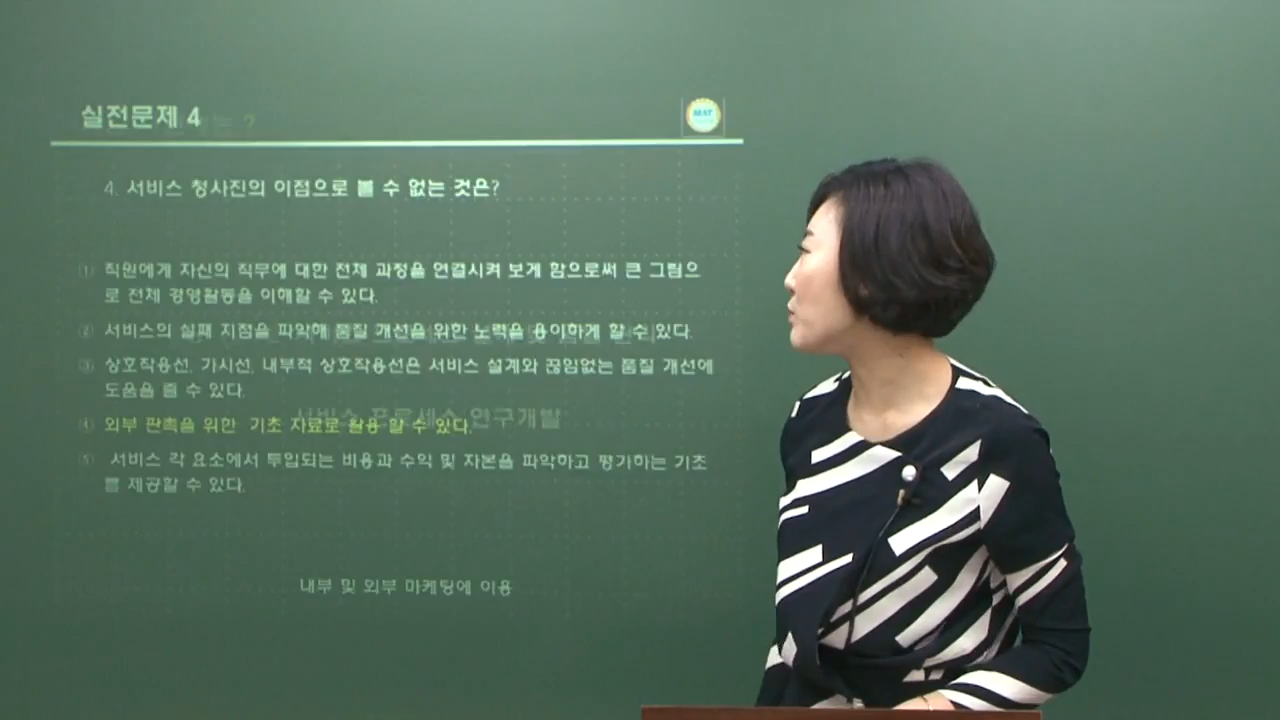 실전문제 4
MAT
4. 서비스 청사진의 이점으로 볼 수 없는 것은?
① 직원에게 자신의 직무에 대한 전체 과정을 연결시켜 보게 함으로써 큰 그림으
로 전체 경영활동을 이해할 수 있다.
② 서비스의 실패 지점을 파악해 품질 개선을 위한 노력을 용이하게 할 수 있다.
③ 상호작용선, 가시선, 내부적 상호작용선은 서비스 설계와 끊임없는 품질 개선에
도움을 줄 수 있다.
④ 외부 판촉을 위한 기초 자료로 활용 할 수 있다.
서비스 프로세스 연구개발
⑤ 서비스 각 요소에서 투입되는 비용과 수익 및 자본을 파악하고 평가하는 기초
를 제공할 수 있다.
내부 및 외부 마케팅에 이용